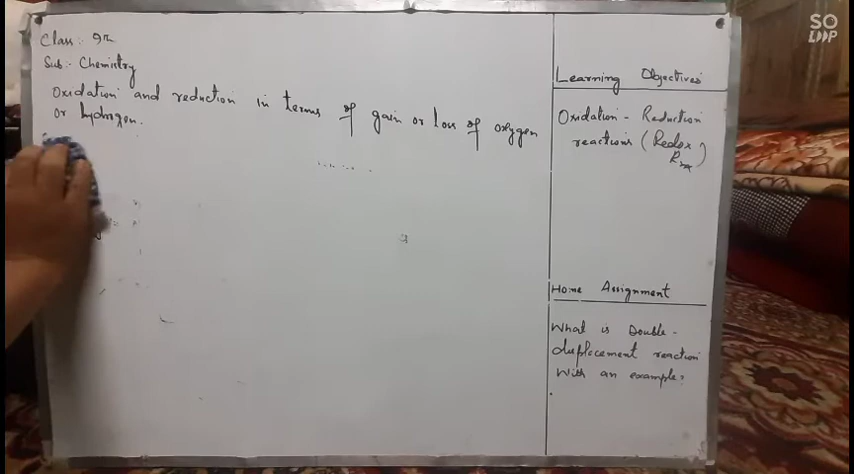 Class:- 9th
Sub:- Chemistry
Oxidation and reduction in terms of gain or loss of oxygen
or hydrogen.
Learning Objectives
Oxidation - Reduction
reactions (Redox
Rxn)
Home Assignment
What is Double -
displacement reaction
With an example?
SO
LOOP